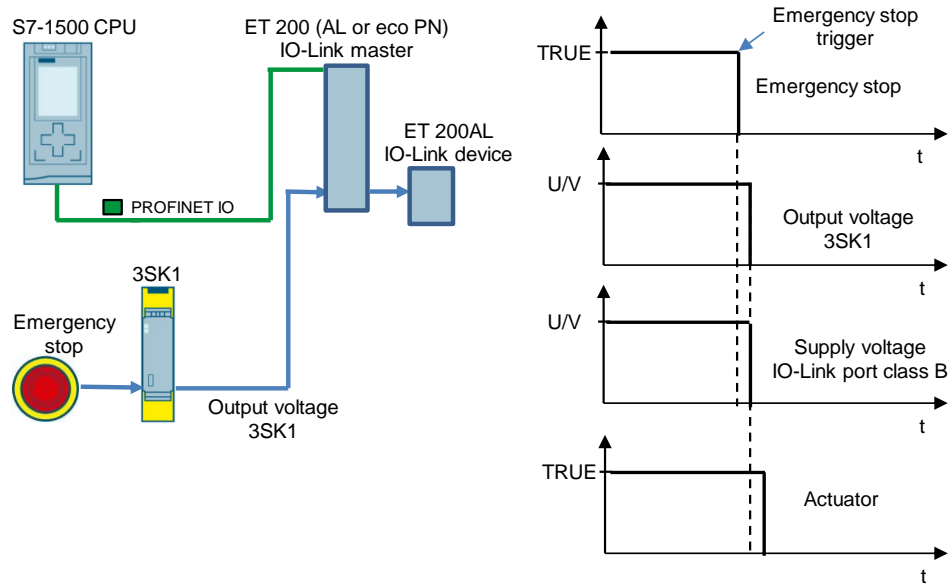 S7-1500 CPU
ET 200 (AL or eco PN)
IO-Link master
ET 200AL
IO-Link device
PROFINET IO
3SK1
Emergency
stop
Output voltage
3SK1
Emergency stop
trigger
TRUE
Emergency stop
t
U/V
Output voltage
3SK1
t
U/V
Supply voltage
IO-Link port class B
t
TRUE
Actuator
t